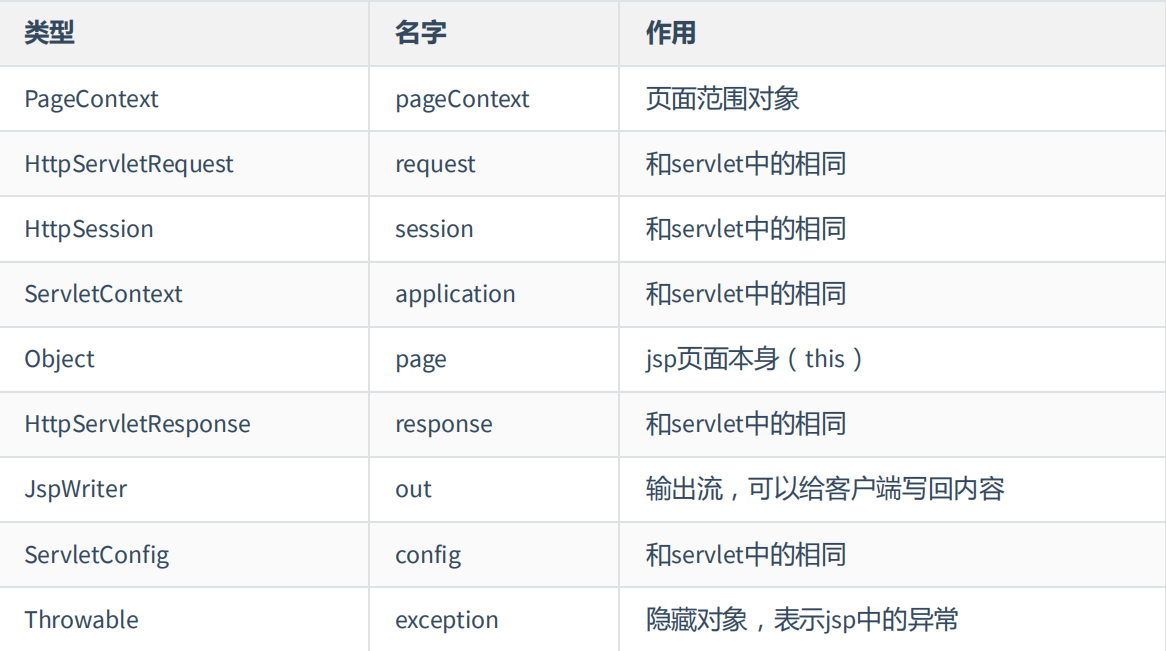 类型 名字 作用
PageContext pageContext 页面范围对象
HttpServletRequest request 和servlet中的相同
HttpSession session 和servlet中的相同
ServletContext application 和servlet中的相同
Object page jsp页面本身（this）
HttpServletResponse response 和servlet中的相同
JspWriter out 输出流，可以给客户端写回内容
ServletConfig config 和servlet中的相同
Throwable exception 隐藏对象，表示jsp中的异常